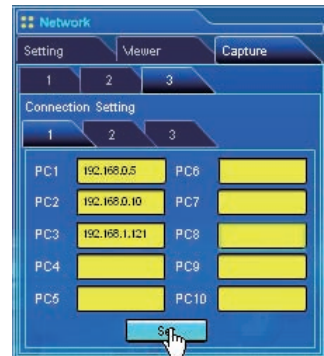 Network
Setting Viewer Capture
1 2 3
Connection Setting
1 2 3
PC1 192.168.0.5 PC6
PC2 192.168.0.10 PC7
PC3 192.168.1.121 PC8
PC4 PC9
PC5 PC10